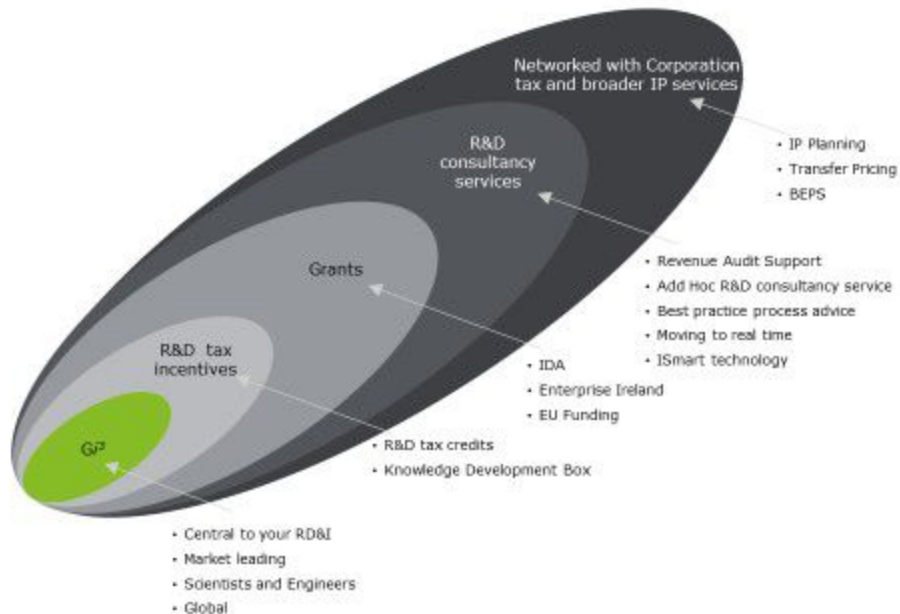 Networked with Corporation
tax and broader IP services
• IP Planning
• Transfer Pricing
• BEPS
R&D
consultancy
services
• Revenue Audit Support
• Add Hoc R&D consultancy service
• Best practice process advice
• Moving to real time
• ISmart technology
Grants
• IDA
• Enterprise Ireland
• EU Funding
R&D tax
incentives
• R&D tax credits
• Knowledge Development Box
Gi³
• Central to your RD&I
• Market leading
• Scientists and Engineers
• Global